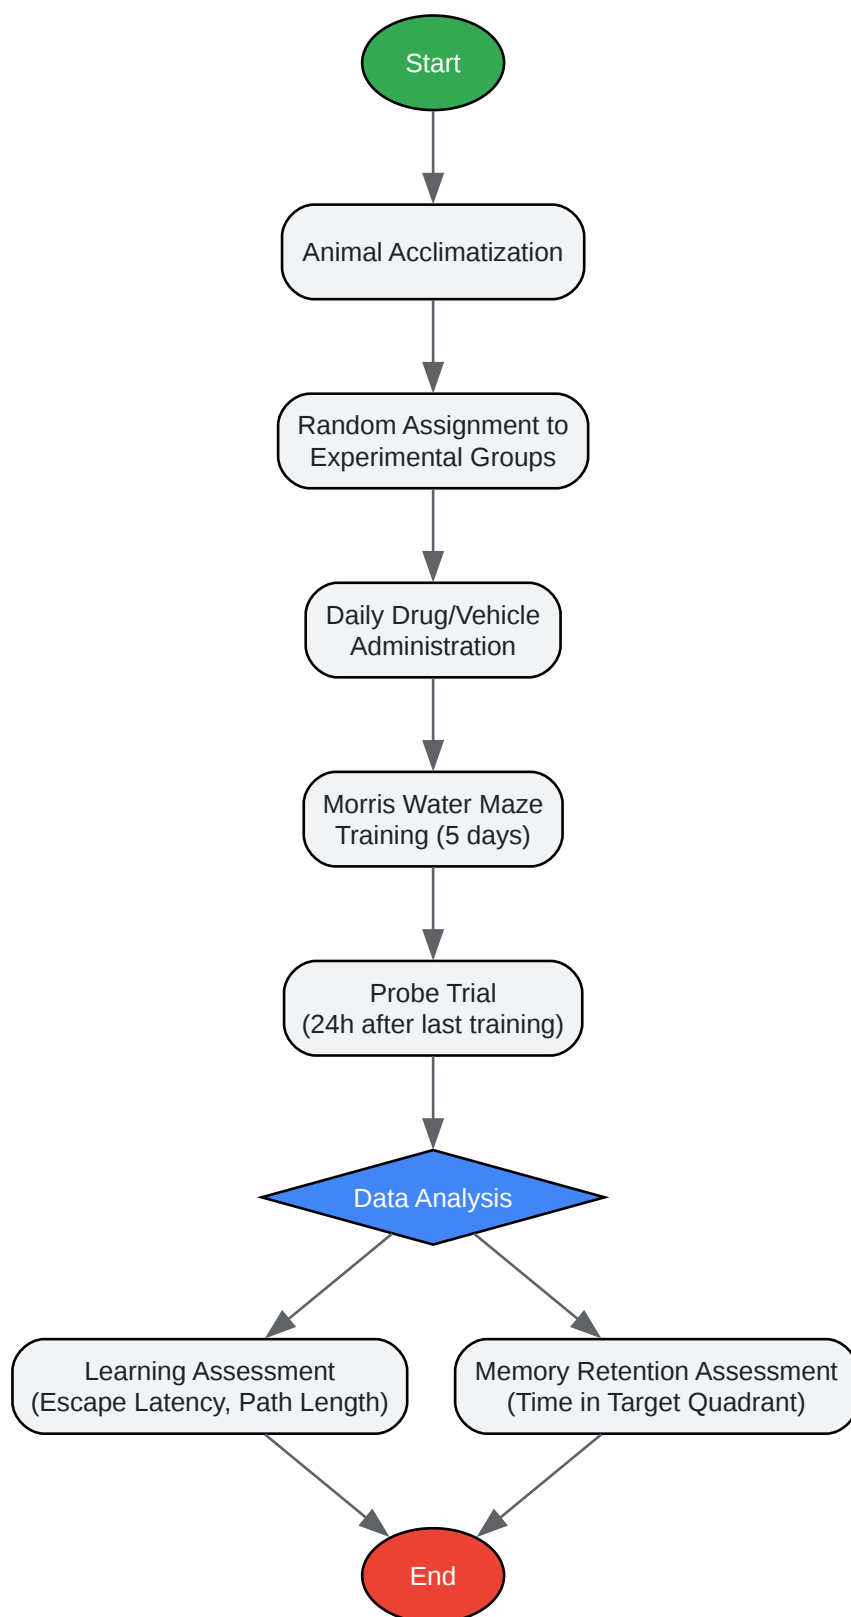 Start
Animal Acclimatization
Random Assignment to
Experimental Groups
Daily Drug/Vehicle
Administration
Morris Water Maze
Training (5 days)
Probe Trial
(24h after last training)
Data Analysis
Learning Assessment
(Escape Latency, Path Length)
Memory Retention Assessment
(Time in Target Quadrant)
End